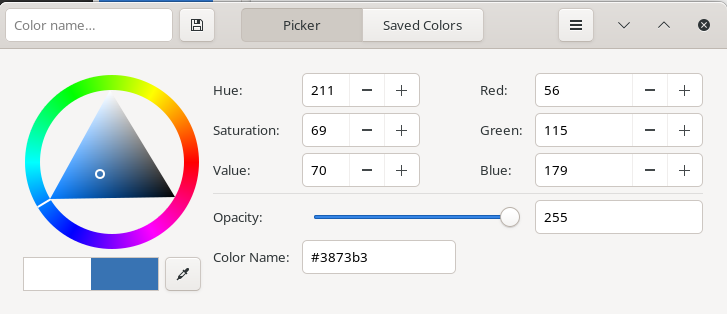 Color name...
Picker
Saved Colors
Hue:
211
Red:
56
Saturation:
69
Green:
115
Value:
70
Blue:
179
Opacity:
255
Color Name:
#3873b3